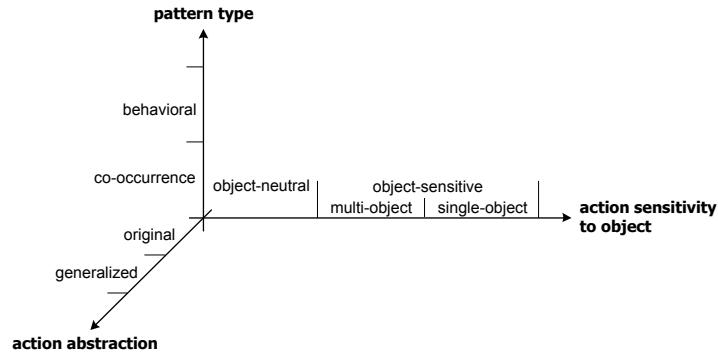 pattern type
behavioral
co-occurrence
object-neutral
object-sensitive
multi-object
single-object
action sensitivity
to object
original
generalized
action abstraction